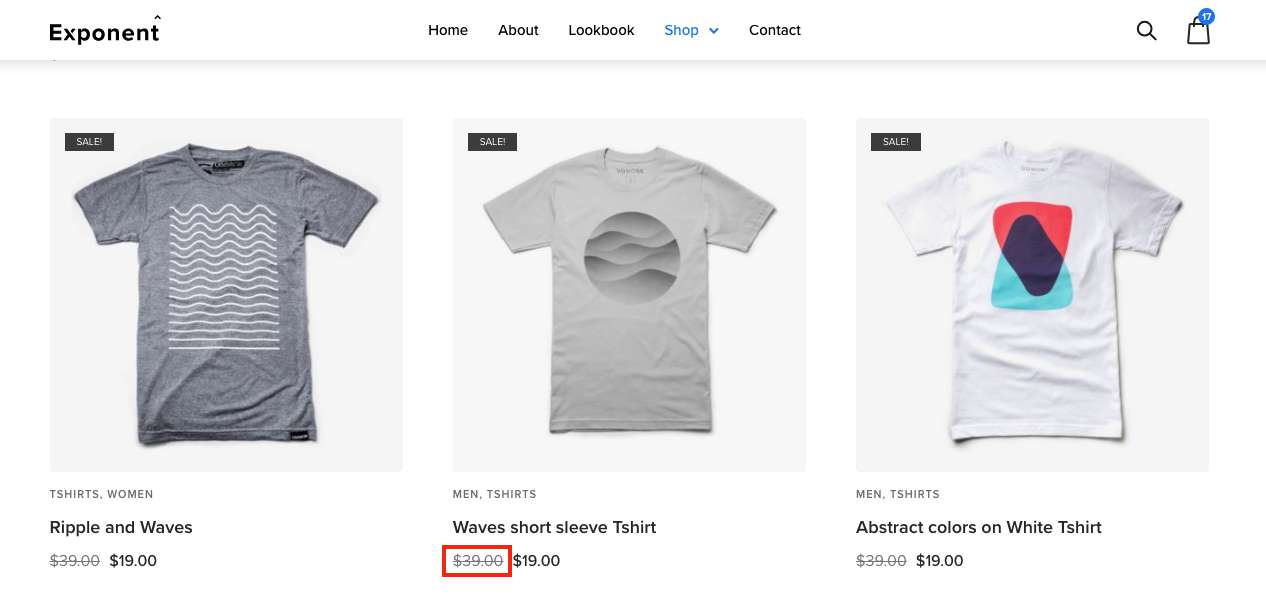 Exponent
Home About Lookbook Shop Contact
17
SALE! SALE! SALE!
TSHIRTS, WOMEN
Ripple and Waves
$39.00 $19.00
MEN, TSHIRTS
Waves short sleeve Tshirt
$39.00 $19.00
MEN, TSHIRTS
Abstract colors on White Tshirt
$39.00 $19.00